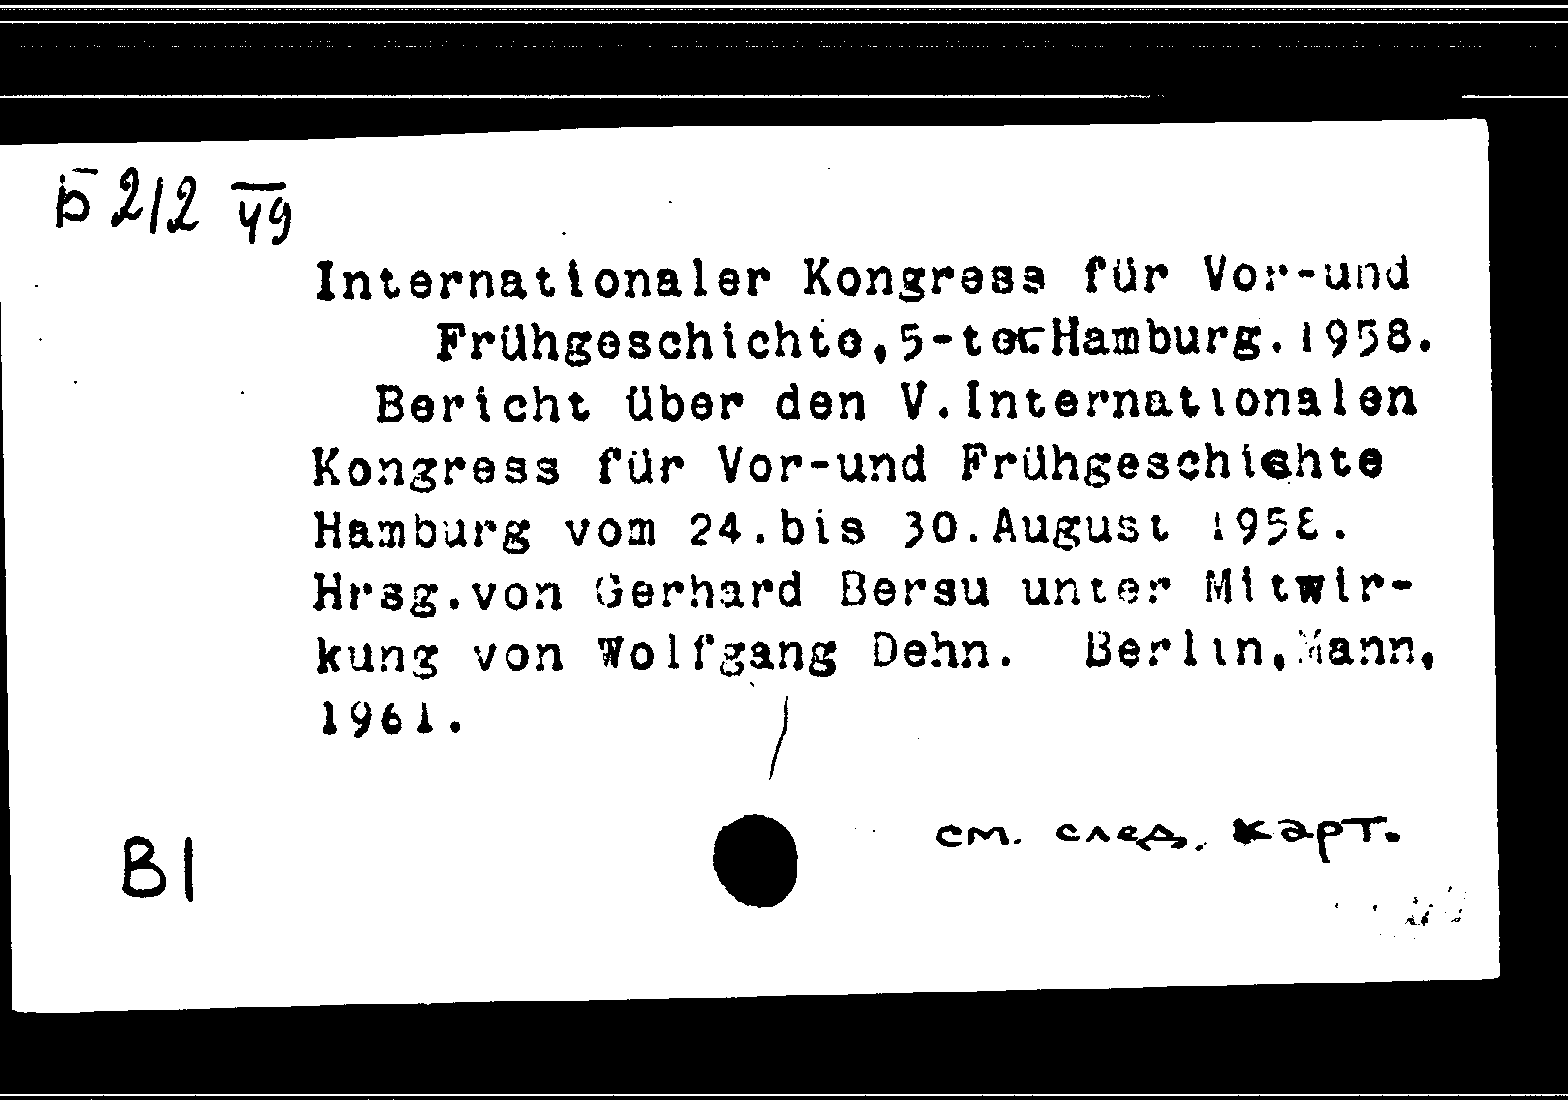 Б 212 49
Internationaler Kongress für Vor-und
Frühgeschichte,5-ter Hamburg.1958.
Bericht über den V.Internationalen
Kongress für Vor-und Frühgeschichte
Hamburg vom 24.bis 30.August 1958.
Hrsg.von Gerhard Bersu unter Mitwir-
kung von Wolfgang Dehn. Berlin,Mann,
1961.
см. след. карт.
BI